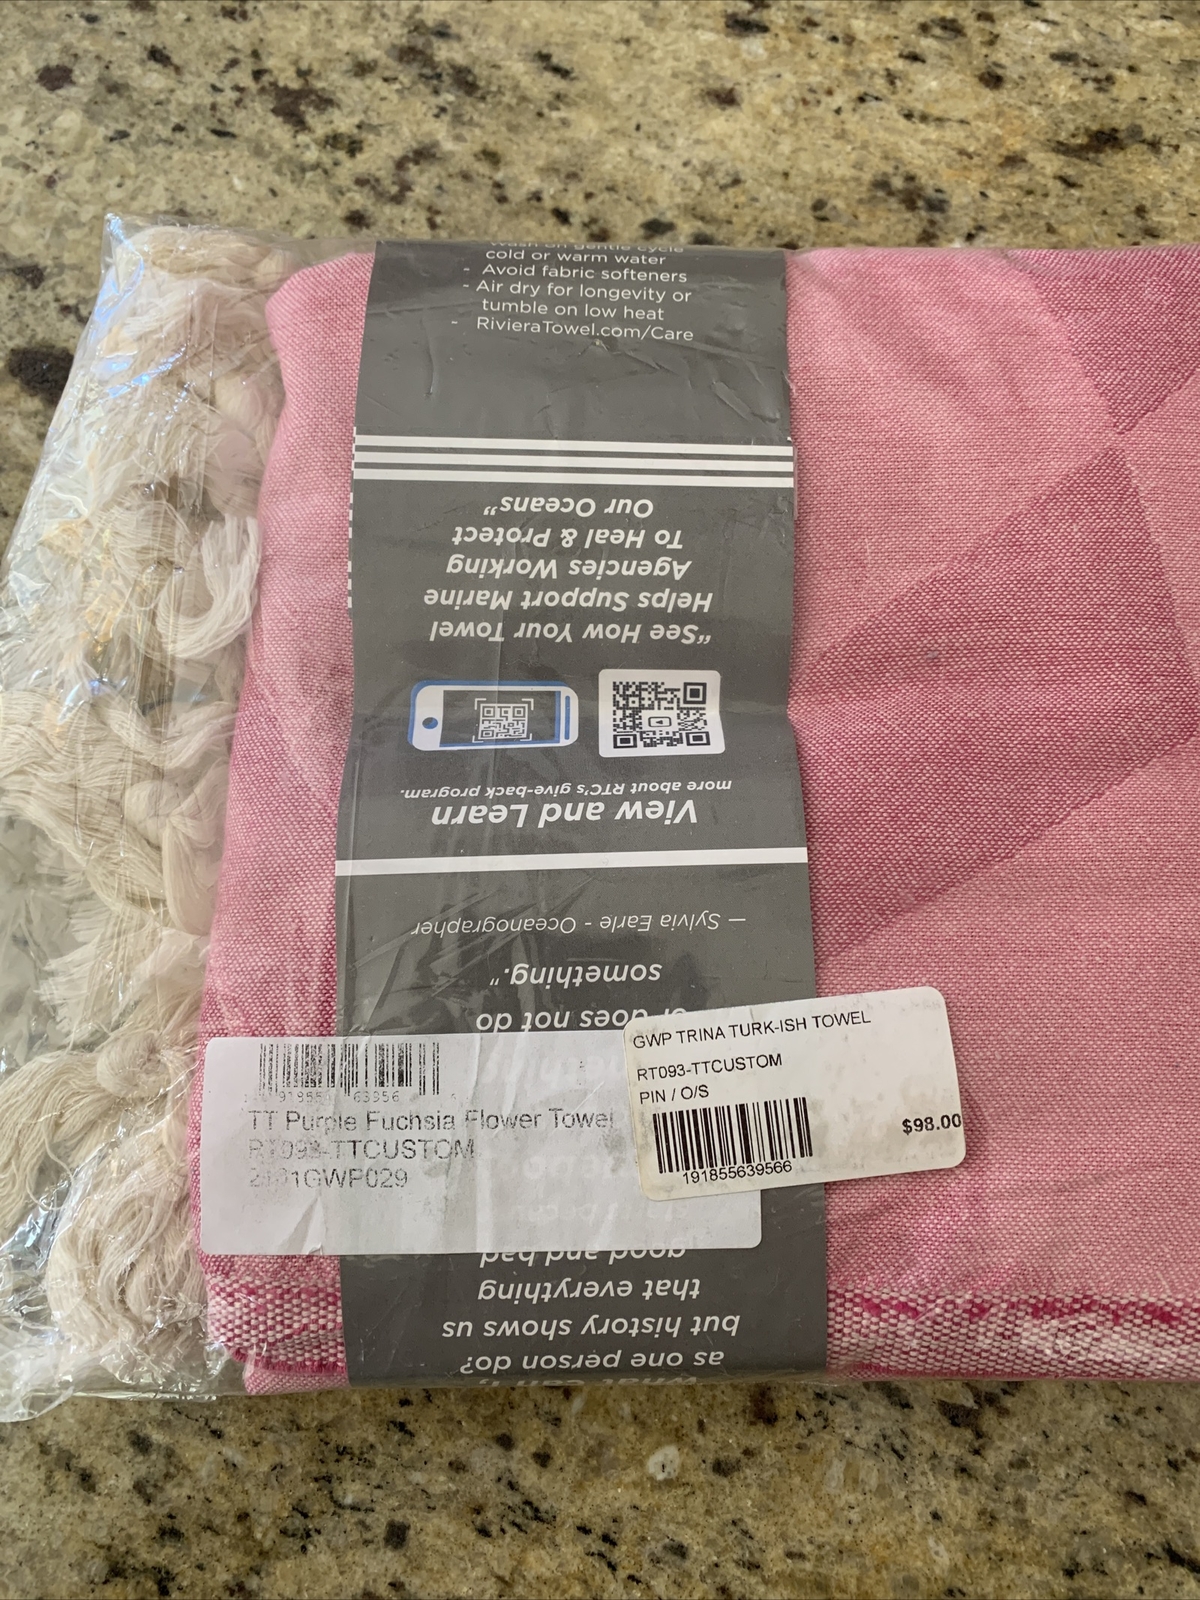 cold or warm water
- Avoid fabric softeners
- Air dry for longevity or
tumble on low heat
- RivieraTowel.com/Care
as one person do?
but history shows us
that everything
good and bad
or does not do
something."
— Sylvia Earle - Oceanographer
View and Learn
more about RTC's give-back program.
"See How Your Towel
Helps Support Marine
Agencies Working
To Heal & Protect
Our Oceans"
TT Purple Fuchsia Flower Towel
RT093-TTCUSTOM
GWP029
GWP TRINA TURK-ISH TOWEL
RT093-TTCUSTOM
PIN / O/S
$98.00
191855639566